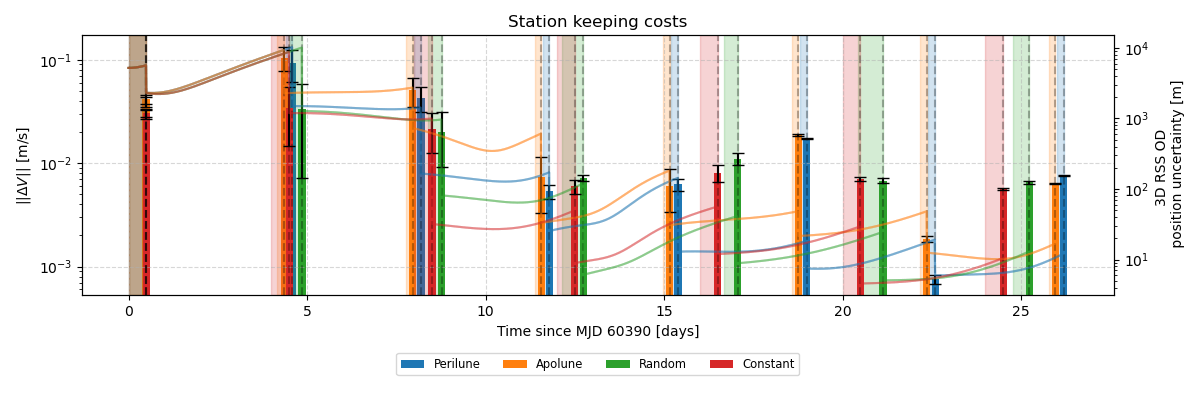 Station keeping costs
10⁻¹
10⁻²
10⁻³
||ΔV|| [m/s]
10⁴
10³
10²
10¹
3D RSS OD
position uncertainty [m]
0 5 10 15 20 25
Time since MJD 60390 [days]
Perilune Apolune Random Constant